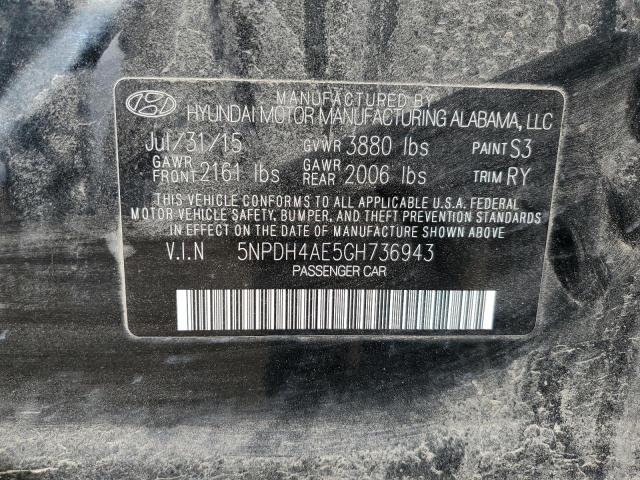 MANUFACTURED BY
HYUNDAI MOTOR MANUFACTURING ALABAMA, LLC
Jul/31/15 GVWR 3880 lbs PAINT S3
GAWR FRONT 2161 lbs GAWR REAR 2006 lbs TRIM RY
THIS VEHICLE CONFORMS TO ALL APPLICABLE U.S.A. FEDERAL
MOTOR VEHICLE SAFETY, BUMPER, AND THEFT PREVENTION STANDARDS
IN EFFECT ON THE DATE OF MANUFACTURE SHOWN ABOVE.
V.I.N 5NPDH4AE5GH736943
PASSENGER CAR